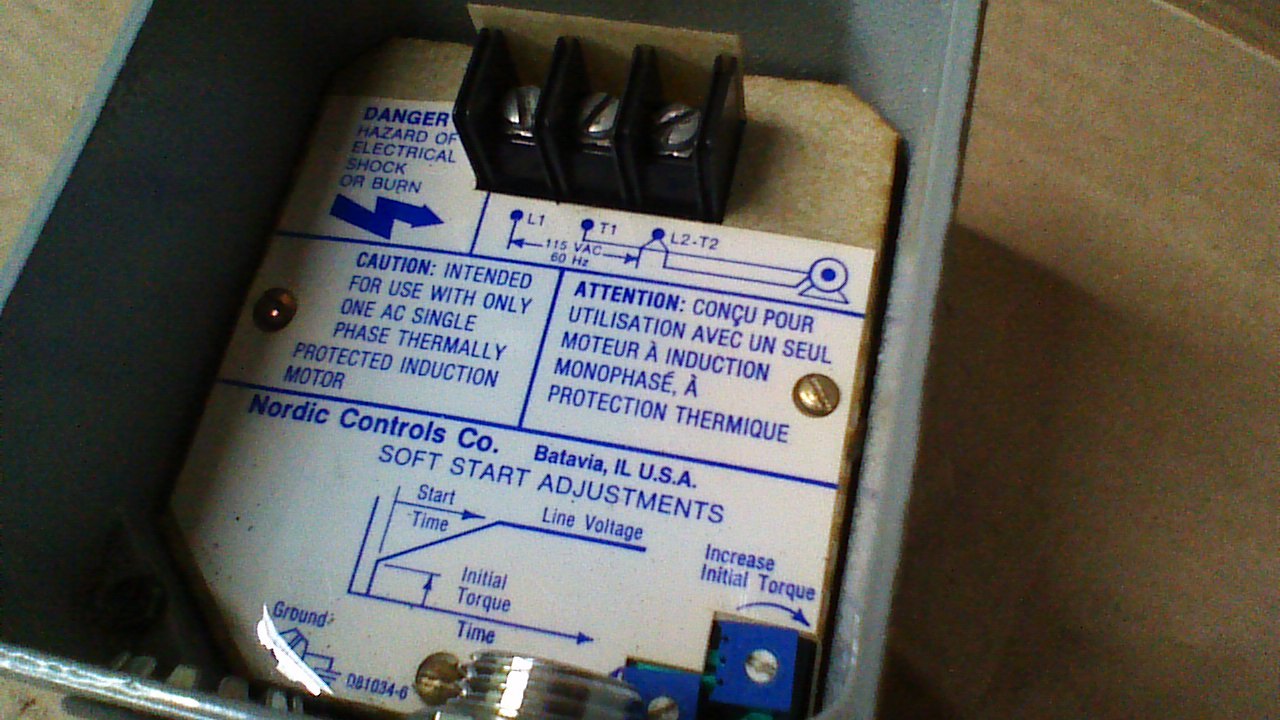 DANGER
HAZARD OF
ELECTRICAL
SHOCK
OR BURN
L1
T1
L2-T2
115 VAC
60 Hz
CAUTION: INTENDED
FOR USE WITH ONLY
ONE AC SINGLE
PHASE THERMALLY
PROTECTED INDUCTION
MOTOR
ATTENTION: CONÇU POUR
UTILISATION AVEC UN SEUL
MOTEUR À INDUCTION
MONOPHASÉ, À
PROTECTION THERMIQUE
Nordic Controls Co. Batavia, IL U.S.A.
SOFT START ADJUSTMENTS
Start
Time
Line Voltage
Initial
Torque
Time
Increase
Initial Torque
Ground
D81034-6